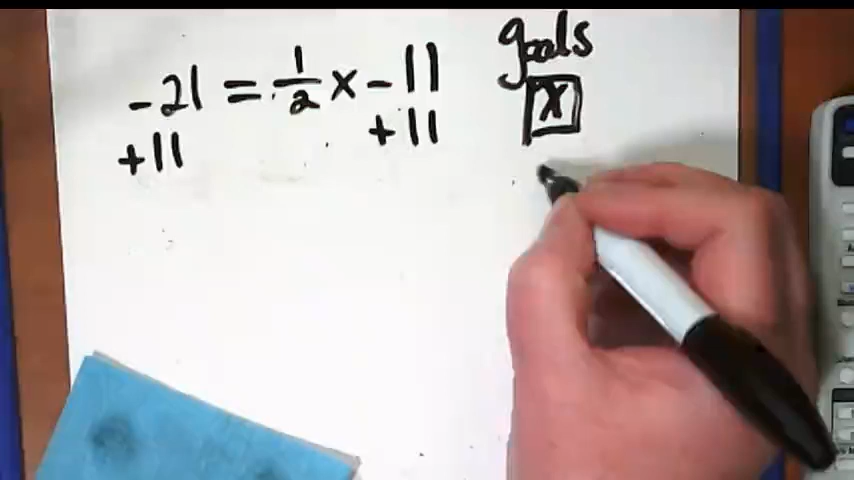 goals
-21 = 1/2 x - 11
x
+11 +11